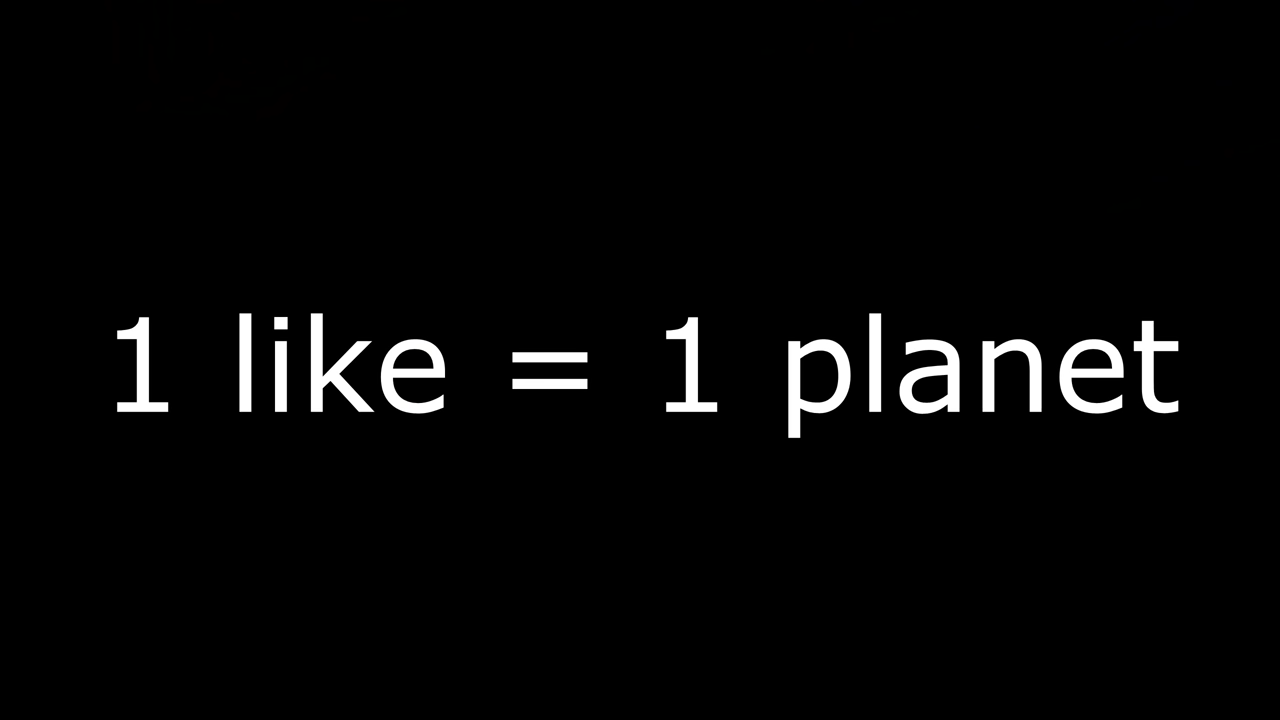 1 like = 1 planet